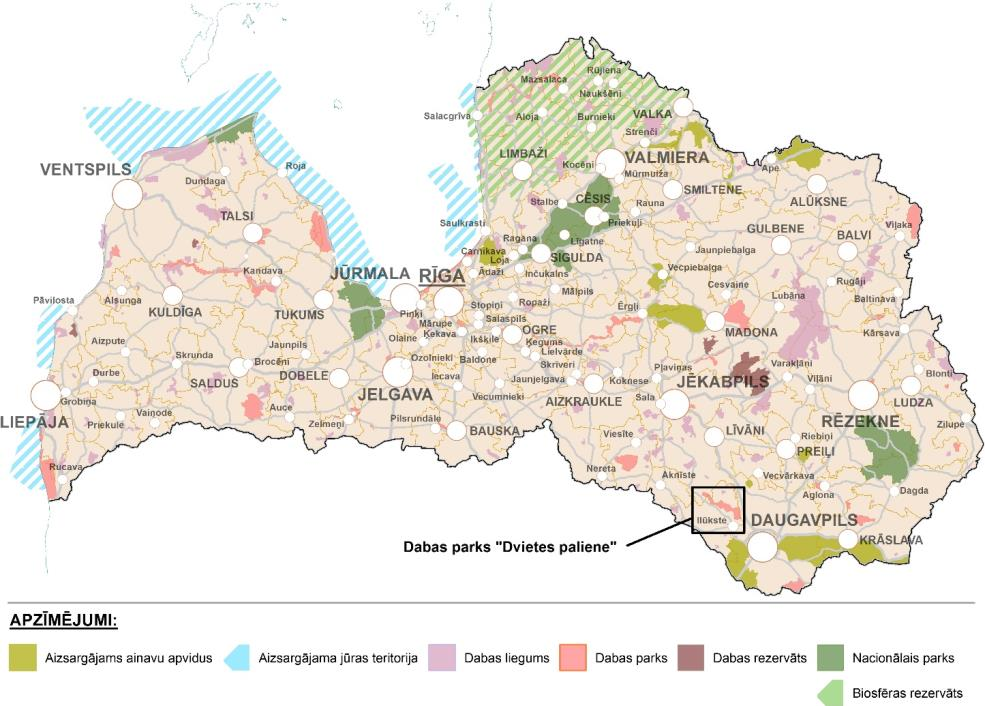 Rūjiena
Mazsalaca
Naukšēni
Salacgrīva
Aloja
Burnieki
VALKA
Strenči
LIMBAŽI
Kocēni
VALMIERA
Mūrmuiža
Ape
VENTSPILS
Roja
Dundaga
SMILTENE
ALŪKSNE
Stalbe
CĒSIS
Rauna
TALSI
Saulkrasti
Priekuļi
GULBENE
BALVI
Viļaka
Ragana
Līgatne
Carnikava
Loja
SIGULDA
Jaunpiebalga
Kandava
JŪRMALA
RĪGA
Ādaži
Inčukalns
Vecpiebalga
Rugāji
Mālpils
Cesvaine
Lubāna
Baltinava
Pāvilosta
Alsunga
KULDĪGA
TUKUMS
Piņķi
Stopiņi
Ropaži
Ērgļi
Salaspils
Mārupe
OGRE
MADONA
Kārsava
Aizpute
Jaunpils
Olaine
Ķekava
Ikšķile
Ķegums
Lielvārde
Skrunda
Brocēni
Ozolnieki
Baldone
Skrīveri
Pļaviņas
Varakļāni
Durbe
SALDUS
DOBELE
Iecava
Jaunjelgava
Koknese
JĒKABPILS
Viļāni
Blonti
JELGAVA
Vecumnieki
AIZKRAUKLE
Sala
LUDZA
Grobiņa
LIEPĀJA
Priekule
Vaiņode
Auce
Zeļmeņi
Pilsrundāle
BAUSKA
Viesīte
LĪVĀNI
Riebiņi
RĒZEKNE
Zilupe
PREIĻI
Rucava
Nereta
Aknīste
Vecvārkava
Aglona
Dagda
Ilūkste
DAUGAVPILS
KRĀSLAVA
Dabas parks "Dvietes paliene"
APZĪMĒJUMI:
Aizsargājams ainavu apvidus
Aizsargājama jūras teritorija
Dabas liegums
Dabas parks
Dabas rezervāts
Nacionālais parks
Biosfēras rezervāts